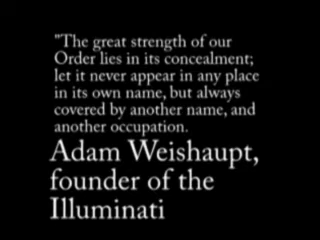 "The great strength of our
Order lies in its concealment;
let it never appear in any place
in its own name, but always
covered by another name, and
another occupation.
Adam Weishaupt,
founder of the
Illuminati